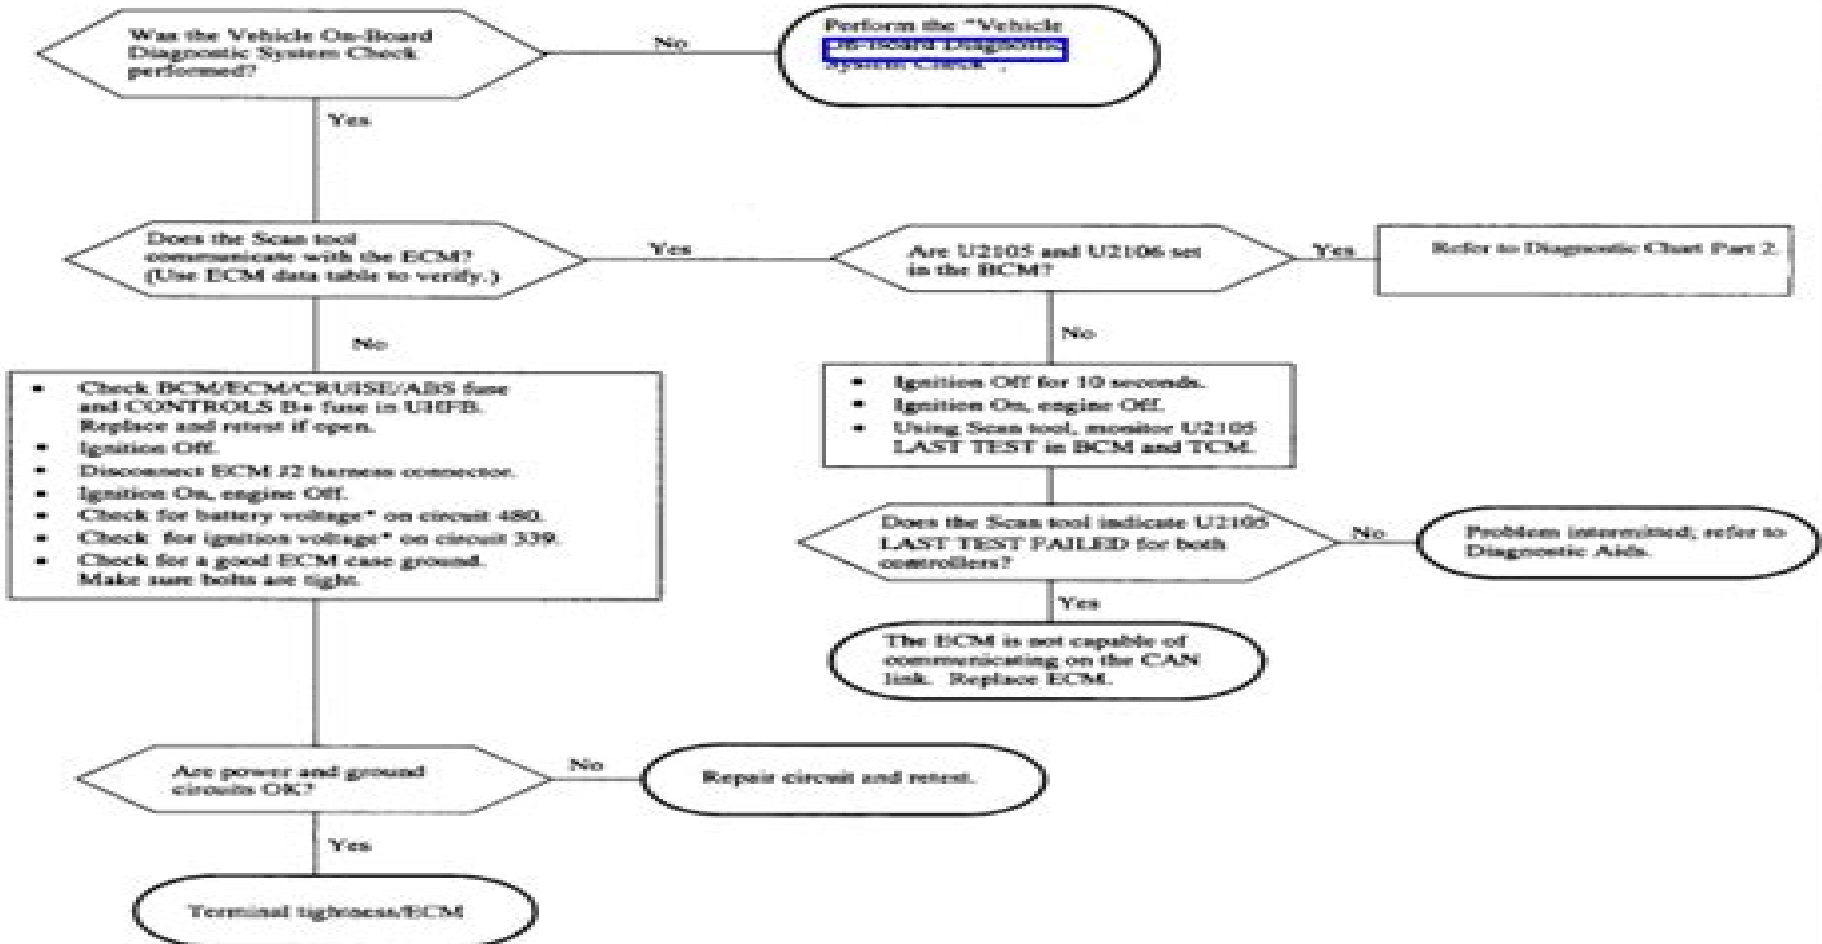 Was the Vehicle On-Board
Diagnostic System Check
performed?
No
Perform the "Vehicle
On-Board Diagnostic
System Check".
Yes
Does the Scan tool
communicate with the ECM?
(Use ECM data table to verify.)
Yes
Are U2105 and U2106 set
in the BCM?
Yes
Refer to Diagnostic Chart Part 2.
No
No
• Check BCM/ECM/CRUISE/ABS fuse
and CONTROLS B+ fuse in UHFB.
Replace and retest if open.
• Ignition Off.
• Disconnect ECM J2 harness connector.
• Ignition On, engine Off.
• Check for battery voltage* on circuit 480.
• Check for ignition voltage* on circuit 339.
• Check for a good ECM case ground.
Make sure bolts are tight.
• Ignition Off for 10 seconds.
• Ignition On, engine Off.
• Using Scan tool, monitor U2105
LAST TEST in BCM and TCM.
Does the Scan tool indicate U2105
LAST TEST FAILED for both
controllers?
No
Problem intermitted; refer to
Diagnostic Aids.
Yes
The ECM is not capable of
communicating on the CAN
link. Replace ECM.
Are power and ground
circuits OK?
No
Repair circuit and retest.
Yes
Terminal tightness/ECM